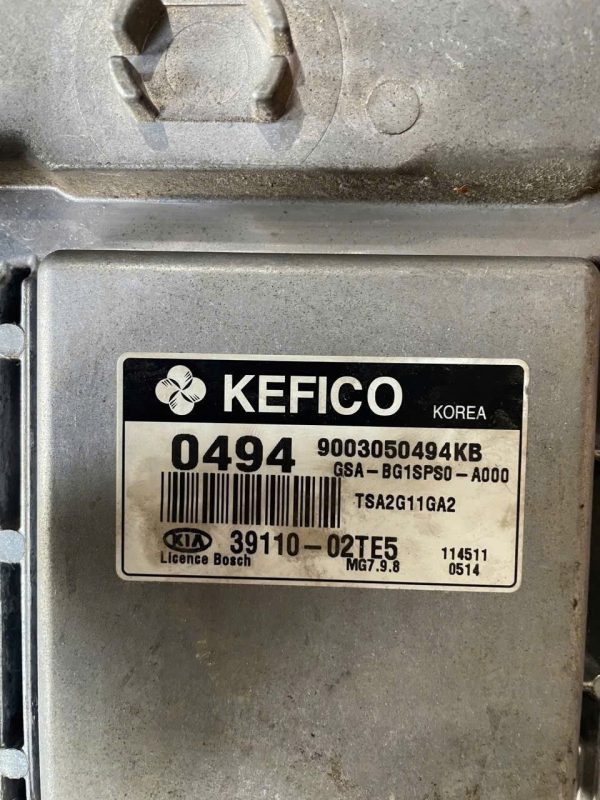 KEFICO KOREA
0494 9003050494KB
GSA-BG1SPS0-A000
TSA2G11GA2
KIA 39110-02TE5 114511
Licence Bosch MG7.9.8 0514